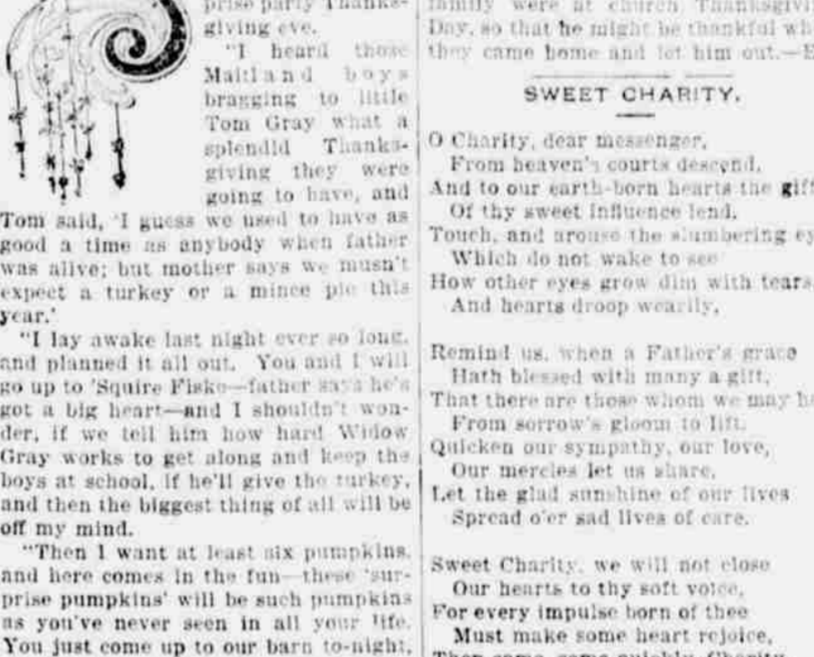 prise party Thanks-
giving eve.
"I heard those
Maitland boys
bragging to little
Tom Gray what a
splendid Thanks-
giving they were
going to have, and
Tom said, 'I guess we used to have as
good a time as anybody when father
was alive; but mother says we musn't
expect a turkey or a mince pie this
year.'
"I lay awake last night ever so long,
and planned it all out. You and I will
go up to 'Squire Fiske—father says he's
got a big heart—and I shouldn't won-
der, if we tell him how hard Widow
Gray works to get along and keep the
boys at school, if he'll give the turkey,
and then the biggest thing of all will be
off my mind.
"Then I want at least six pumpkins,
and here comes in the fun—these 'sur-
prise pumpkins' will be such pumpkins
as you've never seen in all your life.
You just come up to our barn to-night,
family were at church Thanksgivin
Day, so that he might be thankful wh
they came home and let him out.—E
SWEET CHARITY.
O Charity, dear messenger,
From heaven's courts descend,
And to our earth-born hearts the gift
Of thy sweet influence lend.
Touch, and arouse the slumbering ey
Which do not wake to see
How other eyes grow dim with tears
And hearts droop wearily.
Remind us, when a Father's grace
Hath blessed with many a gift,
That there are those whom we may he
From sorrow's gloom to lift.
Quicken our sympathy, our love,
Our mercies let us share,
Let the glad sunshine of our lives
Spread o'er sad lives of care.
Sweet Charity, we will not close
Our hearts to thy soft voice,
For every impulse born of thee
Must make some heart rejoice,
Then come, come quickly, Charity